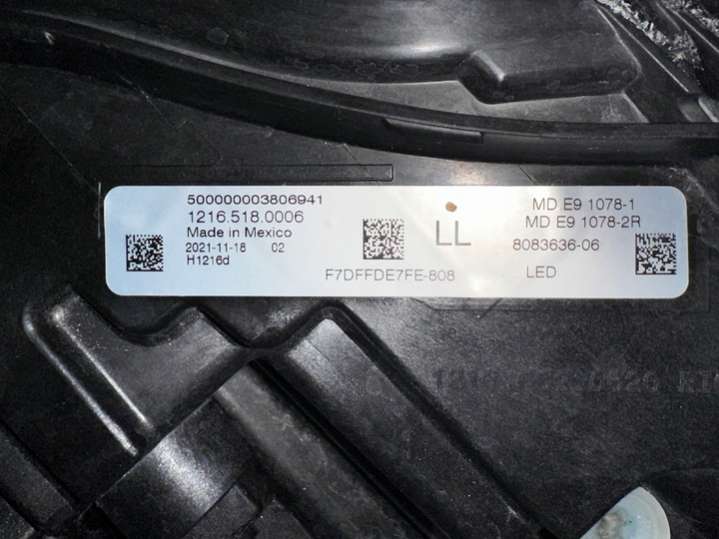 500000003806941
1216.518.0006
Made in Mexico
2021-11-18 02
H1216d
F7DFFDE7FE-808
LL
MD E9 1078-1
MD E9 1078-2R
8083636-06
LED